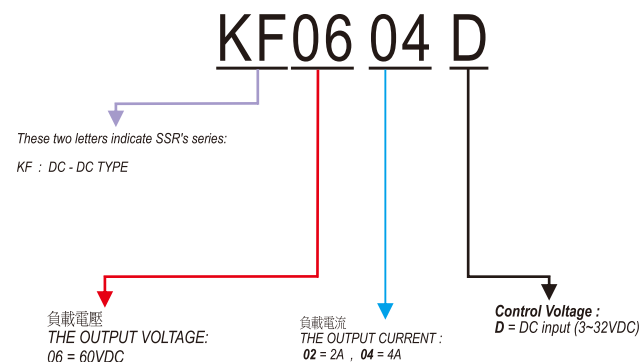 KF06 04 D
These two letters indicate SSR's series:
KF : DC - DC TYPE
負載電壓
THE OUTPUT VOLTAGE:
06 = 60VDC
負載電流
THE OUTPUT CURRENT :
02 = 2A , 04 = 4A
Control Voltage :
D = DC input (3~32VDC)